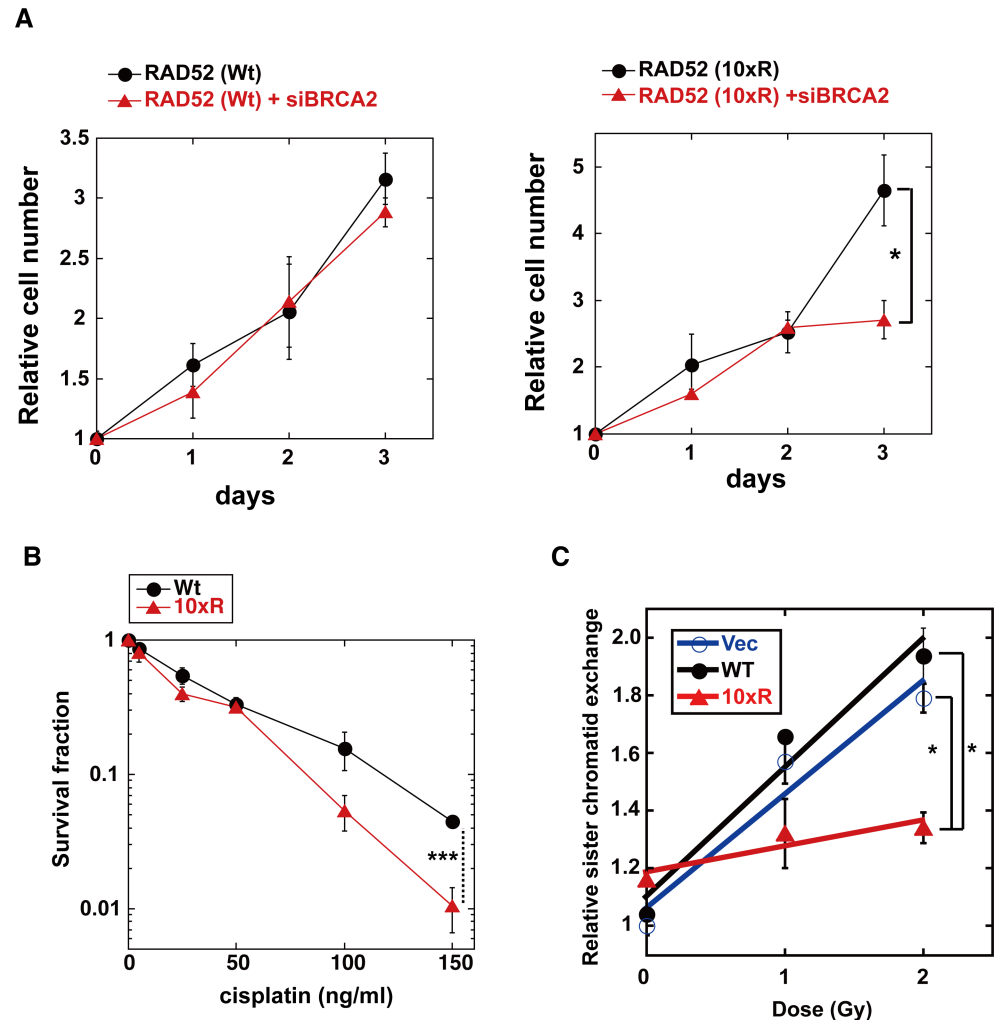 A
RAD52 (Wt)
RAD52 (Wt) + siBRCA2
3.5
3
2.5
2
1.5
1
Relative cell number
0 1 2 3
days
RAD52 (10xR)
RAD52 (10xR) +siBRCA2
5
4
3
2
1
Relative cell number
*
0 1 2 3
days
B
Wt
10xR
1
0.1
0.01
Survival fraction
***
0 50 100 150
cisplatin (ng/ml)
C
Vec
WT
10xR
2.0
1.8
1.6
1.4
1.2
1
Relative sister chromatid exchange
* *
0 1 2
Dose (Gy)